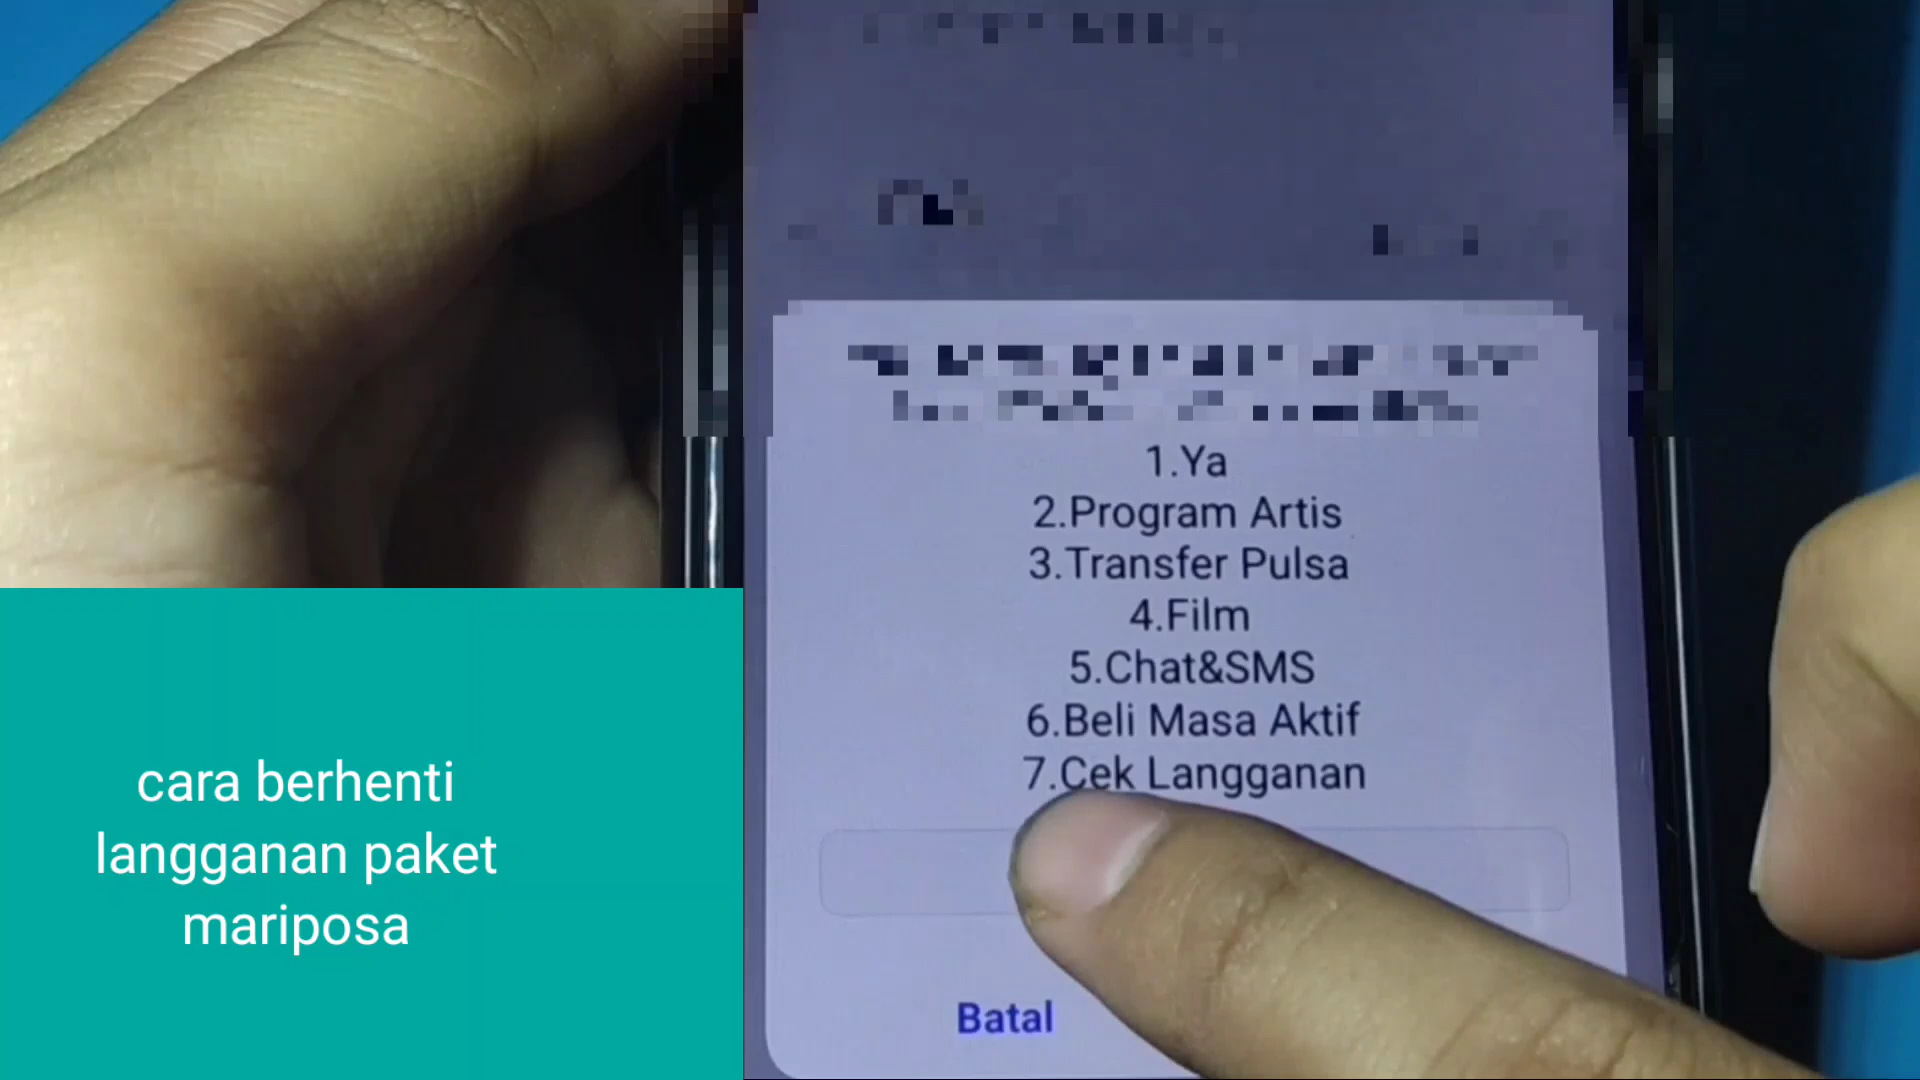 1.Ya
2.Program Artis
3.Transfer Pulsa
4.Film
5.Chat&SMS
6.Beli Masa Aktif
7.Cek Langganan
Batal
cara berhenti
langganan paket
mariposa